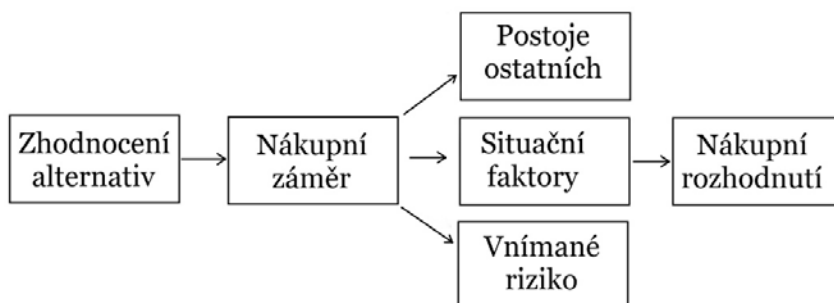 Zhodnocení
alternativ
Nákupní
záměr
Postoje
ostatních
Situační
faktory
Vnímané
riziko
Nákupní
rozhodnutí